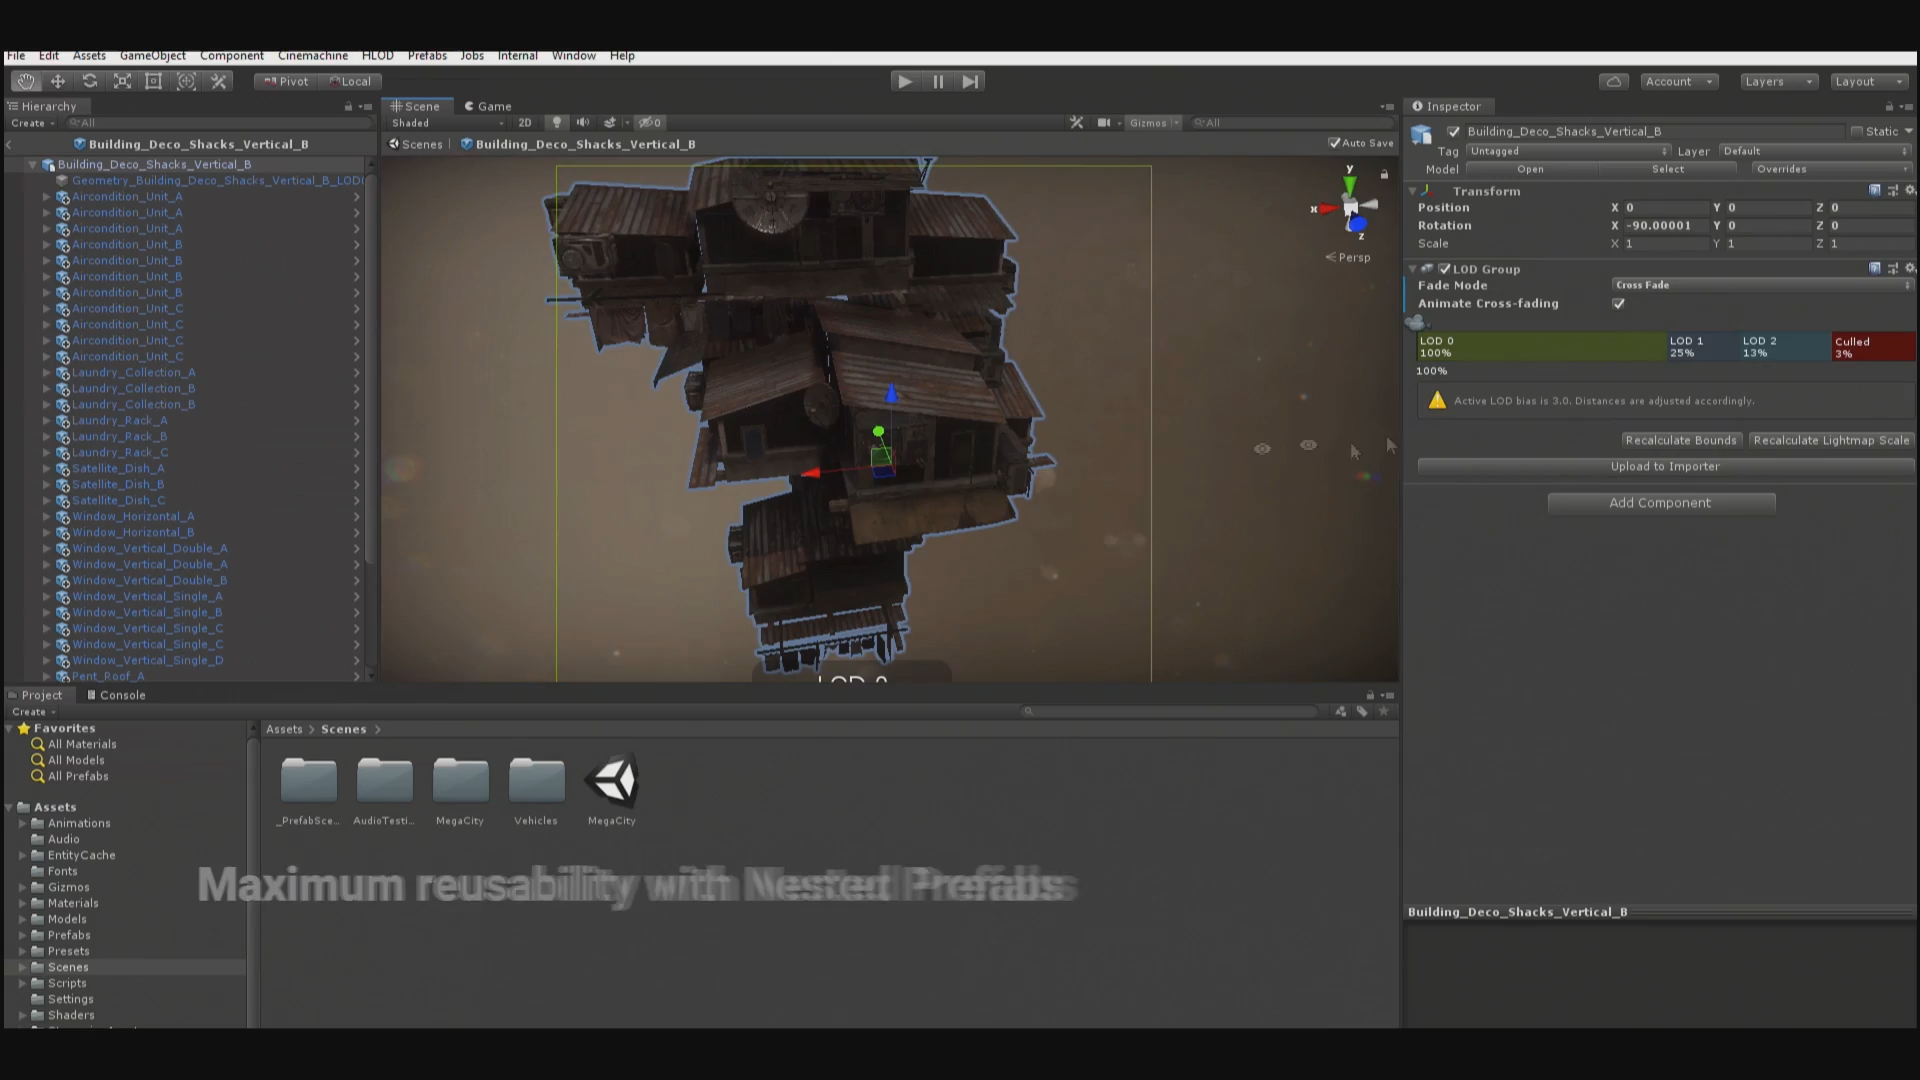 File Edit Assets GameObject Component Cinemachine HLOD Prefabs Jobs Internal Window Help
Pivot Local Account Layers Layout
Hierarchy
Create All
Building_Deco_Shacks_Vertical_B
Building_Deco_Shacks_Vertical_B
Geometry_Building_Deco_Shacks_Vertical_B_LOD
Aircondition_Unit_A
Aircondition_Unit_A
Aircondition_Unit_A
Aircondition_Unit_B
Aircondition_Unit_B
Aircondition_Unit_B
Aircondition_Unit_B
Aircondition_Unit_C
Aircondition_Unit_C
Aircondition_Unit_C
Aircondition_Unit_C
Laundry_Collection_A
Laundry_Collection_B
Laundry_Collection_B
Laundry_Rack_A
Laundry_Rack_B
Laundry_Rack_C
Satellite_Dish_A
Satellite_Dish_B
Satellite_Dish_C
Window_Horizontal_A
Window_Horizontal_B
Window_Vertical_Double_A
Window_Vertical_Double_A
Window_Vertical_Double_B
Window_Vertical_Single_A
Window_Vertical_Single_B
Window_Vertical_Single_C
Window_Vertical_Single_C
Window_Vertical_Single_D
Pent_Roof_A
Scene Game
Shaded 2D 0 Gizmos All
Scenes Building_Deco_Shacks_Vertical_B Auto Save
y
x
z
Persp
LOD 0
Inspector
Building_Deco_Shacks_Vertical_B Static
Tag Untagged Layer Default
Model Open Select Overrides
Transform
Position X 0 Y 0 Z 0
Rotation X -90.00001 Y 0 Z 0
Scale X 1 Y 1 Z 1
LOD Group
Fade Mode Cross Fade
Animate Cross-fading
LOD 0 LOD 1 LOD 2 Culled
100% 25% 13% 3%
100%
Active LOD bias is 3.0. Distances are adjusted accordingly.
Recalculate Bounds Recalculate Lightmap Scale
Upload to Importer
Add Component
Building_Deco_Shacks_Vertical_B
Project Console
Create
Favorites
All Materials
All Models
All Prefabs
Assets
Animations
Audio
EntityCache
Fonts
Gizmos
Materials
Models
Prefabs
Presets
Scenes
Scripts
Settings
Shaders
Assets > Scenes >
_PrefabSce... AudioTesti... MegaCity Vehicles MegaCity
Maximum reusability with Nested Prefabs